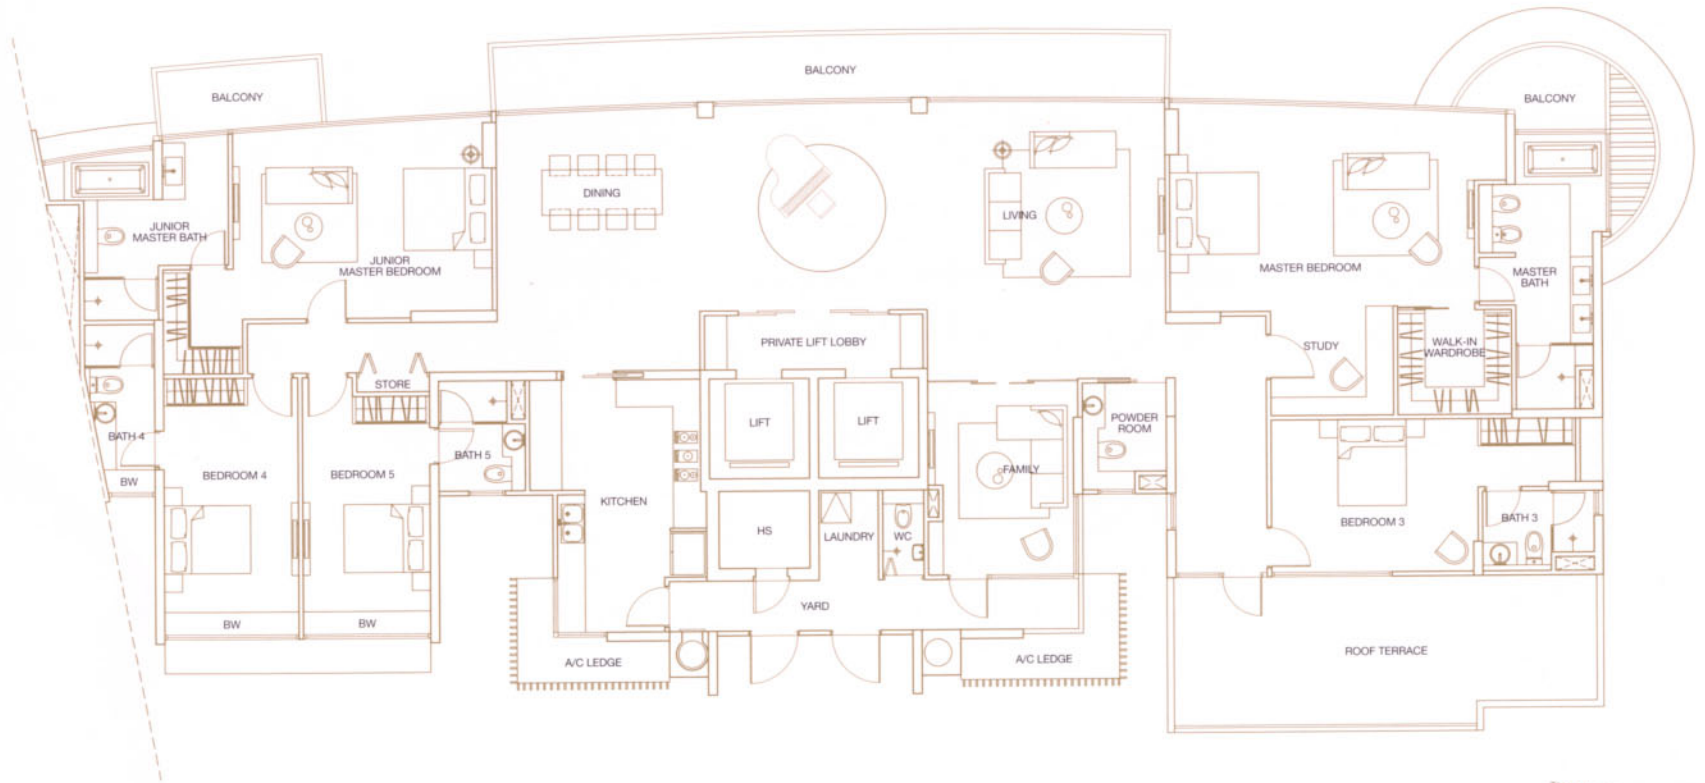 BALCONY
BALCONY
BALCONY
DINING
LIVING
JUNIOR
MASTER BATH
JUNIOR
MASTER BEDROOM
MASTER BEDROOM
MASTER
BATH
PRIVATE LIFT LOBBY
STUDY
WALK-IN
WARDROBE
STORE
LIFT
LIFT
POWDER
ROOM
BATH 4
BATH 5
FAMILY
BEDROOM 4
BEDROOM 5
BW
KITCHEN
HS
LAUNDRY
WC
BEDROOM 3
BATH 3
YARD
BW
BW
A/C LEDGE
A/C LEDGE
ROOF TERRACE